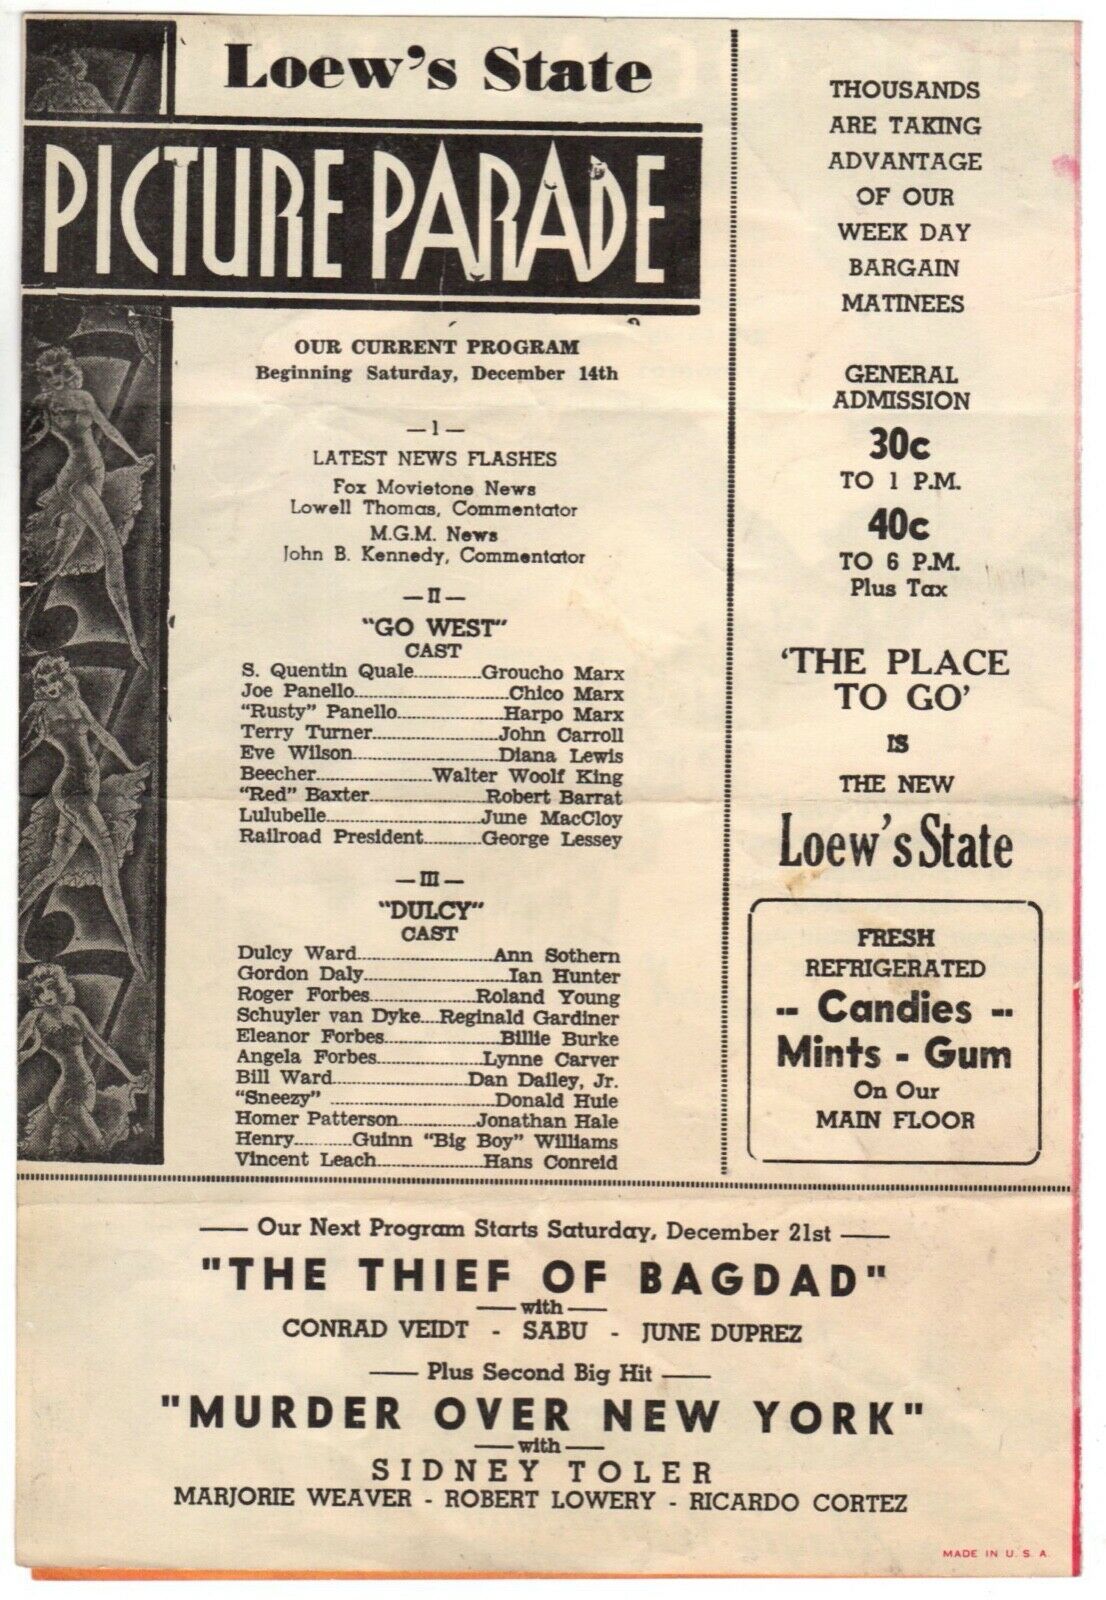 Loew's State
PICTURE PARADE
OUR CURRENT PROGRAM
Beginning Saturday, December 14th
—I—
LATEST NEWS FLASHES
Fox Movietone News
Lowell Thomas, Commentator
M.G.M. News
John B. Kennedy, Commentator
—II—
"GO WEST"
CAST
S. Quentin Quale............Groucho Marx
Joe Panello............Chico Marx
"Rusty" Panello............Harpo Marx
Terry Turner............John Carroll
Eve Wilson............Diana Lewis
Beecher............Walter Woolf King
"Red" Baxter............Robert Barrat
Lulubelle............June MacCloy
Railroad President............George Lessey
—III—
"DULCY"
CAST
Dulcy Ward............Ann Sothern
Gordon Daly............Ian Hunter
Roger Forbes............Roland Young
Schuyler van Dyke....Reginald Gardiner
Eleanor Forbes............Billie Burke
Angela Forbes............Lynne Carver
Bill Ward............Dan Dailey, Jr.
"Sneezy" ............Donald Huie
Homer Patterson............Jonathan Hale
Henry............Guinn "Big Boy" Williams
Vincent Leach............Hans Conreid
THOUSANDS
ARE TAKING
ADVANTAGE
OF OUR
WEEK DAY
BARGAIN
MATINEES
GENERAL
ADMISSION
30c
TO 1 P.M.
40c
TO 6 P.M.
Plus Tax
'THE PLACE
TO GO'
IS
THE NEW
Loew's State
FRESH
REFRIGERATED
-- Candies --
Mints - Gum
On Our
MAIN FLOOR
—— Our Next Program Starts Saturday, December 21st ——
"THE THIEF OF BAGDAD"
——with——
CONRAD VEIDT - SABU - JUNE DUPREZ
—— Plus Second Big Hit ——
"MURDER OVER NEW YORK"
——with——
SIDNEY TOLER
MARJORIE WEAVER - ROBERT LOWERY - RICARDO CORTEZ
MADE IN U. S. A.